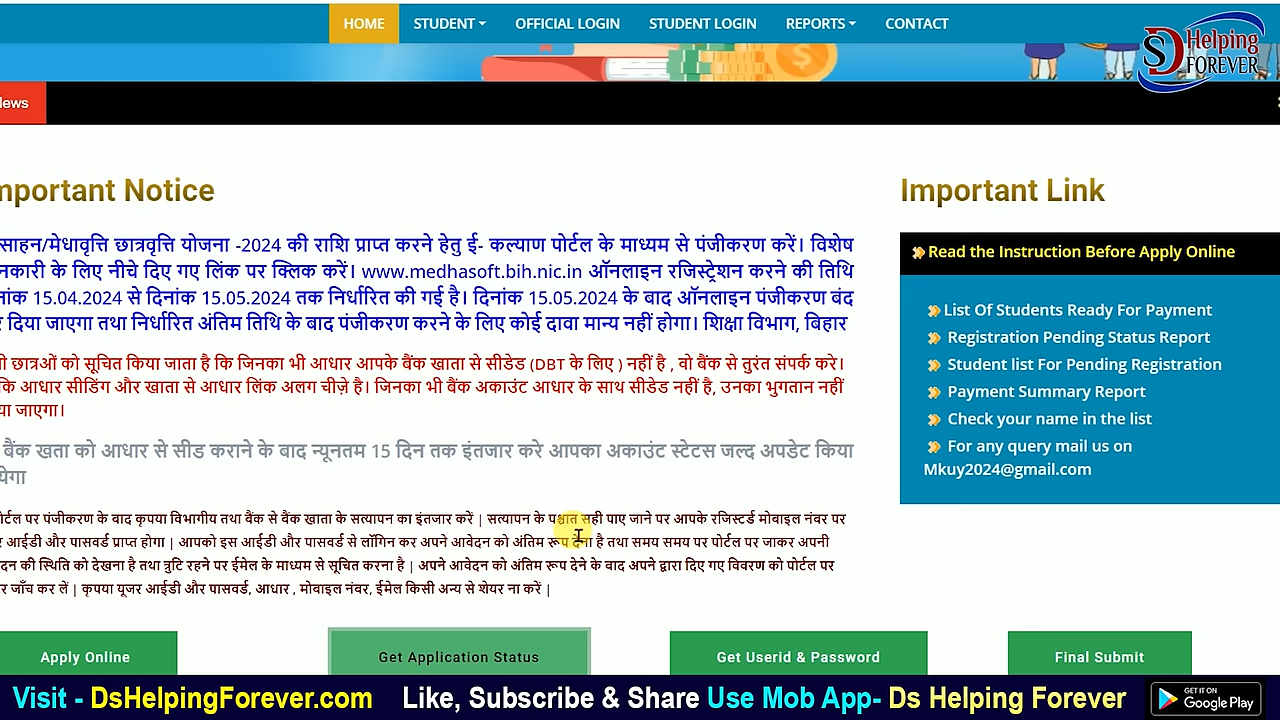 HOME STUDENT OFFICIAL LOGIN STUDENT LOGIN REPORTS CONTACT
SD Helping
FOREVER
News
mportant Notice
Important Link
साहन/मेधावृत्ति छात्रवृत्ति योजना -2024 की राशि प्राप्त करने हेतु ई- कल्याण पोर्टल के माध्यम से पंजीकरण करें। विशेष
नकारी के लिए नीचे दिए गए लिंक पर क्लिक करें। www.medhasoft.bih.nic.in ऑनलाइन रजिस्ट्रेशन करने की तिथि
नांक 15.04.2024 से दिनांक 15.05.2024 तक निर्धारित की गई है। दिनांक 15.05.2024 के बाद ऑनलाइन पंजीकरण बंद
र दिया जाएगा तथा निर्धारित अंतिम तिथि के बाद पंजीकरण करने के लिए कोई दावा मान्य नहीं होगा। शिक्षा विभाग, बिहार
ी छात्रओं को सूचित किया जाता है कि जिनका भी आधार आपके बैंक खाता से सीडेड (DBT के लिए ) नहीं है , वो बैंक से तुरंत संपर्क करे।
कि आधार सीडिंग और खाता से आधार लिंक अलग चीज़े है। जिनका भी बैंक अकाउंट आधार के साथ सीडेड नहीं है, उनका भुगतान नहीं
या जाएगा।
बैंक खता को आधार से सीड कराने के बाद न्यूनतम 15 दिन तक इंतजार करे आपका अकाउंट स्टेटस जल्द अपडेट किया
येगा
ोर्टल पर पंजीकरण के बाद कृपया विभागीय तथा बैंक से बैंक खाता के सत्यापन का इंतजार करें | सत्यापन के पश्चात सही पाए जाने पर आपके रजिस्टर्ड मोबाइल नंबर पर
र आईडी और पासवर्ड प्राप्त होगा | आपको इस आईडी और पासवर्ड से लॉगिन कर अपने आवेदन को अंतिम रूप देना है तथा समय समय पर पोर्टल पर जाकर अपनी
दन की स्थिति को देखना है तथा त्रुटि रहने पर ईमेल के माध्यम से सूचित करना है | अपने आवेदन को अंतिम रूप देने के बाद अपने द्वारा दिए गए विवरण को पोर्टल पर
र जाँच कर लें | कृपया यूजर आईडी और पासवर्ड, आधार , मोबाइल नंबर, ईमेल किसी अन्य से शेयर ना करें |
Read the Instruction Before Apply Online
List Of Students Ready For Payment
Registration Pending Status Report
Student list For Pending Registration
Payment Summary Report
Check your name in the list
For any query mail us on
Mkuy2024@gmail.com
Apply Online Get Application Status Get Userid & Password Final Submit
Visit - DsHelpingForever.com Like, Subscribe & Share Use Mob App- Ds Helping Forever
GET IT ON
Google Play